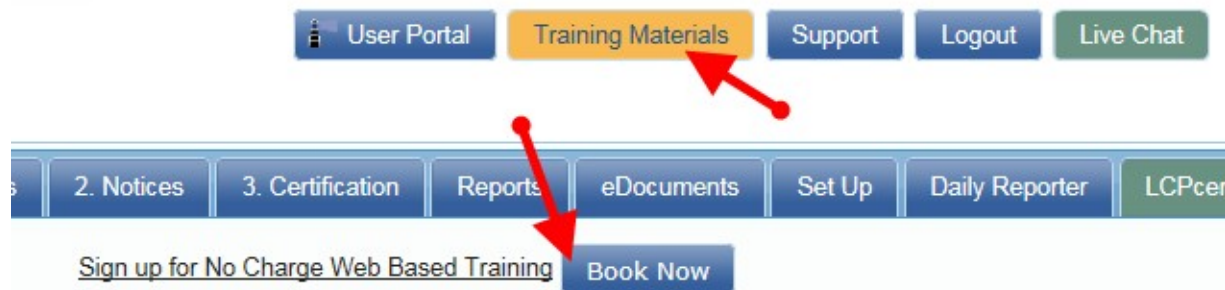 User Portal Training Materials Support Logout Live Chat
s 2. Notices 3. Certification Reports eDocuments Set Up Daily Reporter LCPcer
Sign up for No Charge Web Based Training Book Now